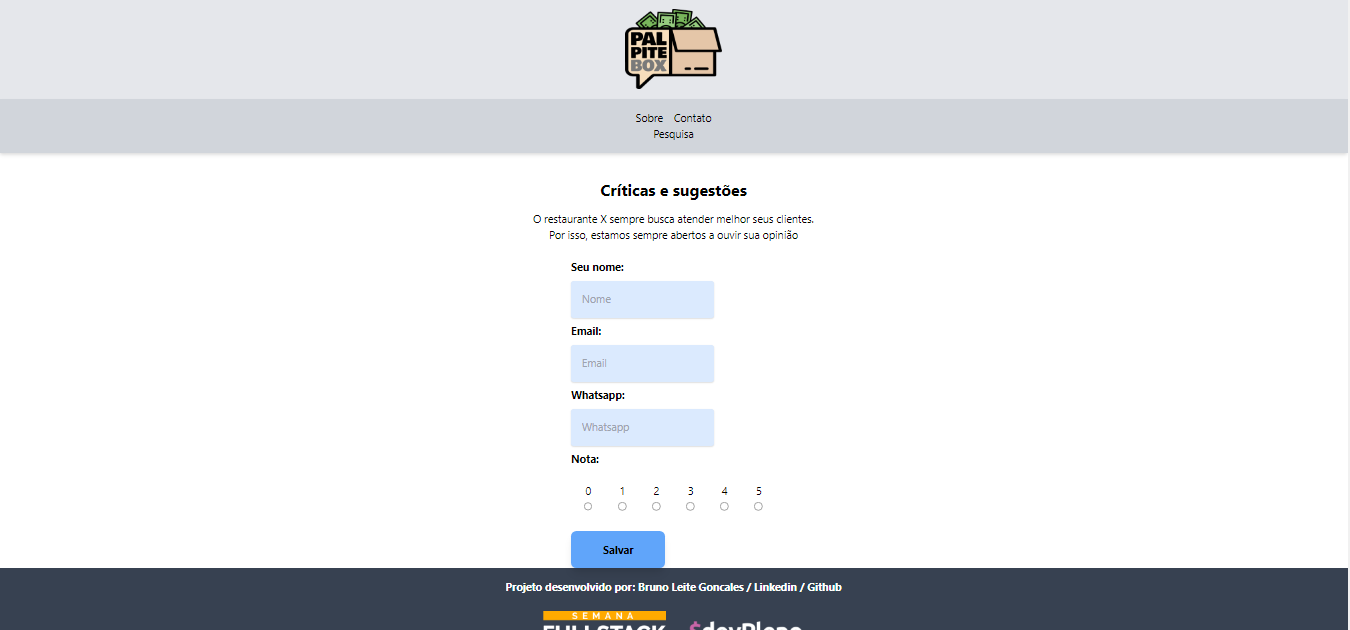 PAL
PITE
BOX
Sobre Contato
Pesquisa
Críticas e sugestões
O restaurante X sempre busca atender melhor seus clientes.
Por isso, estamos sempre abertos a ouvir sua opinião
Seu nome:
Nome
Email:
Email
Whatsapp:
Whatsapp
Nota:
0 1 2 3 4 5
Salvar
Projeto desenvolvido por: Bruno Leite Goncales / Linkedin / Github
SEMANA
FULLSTACK devPleno